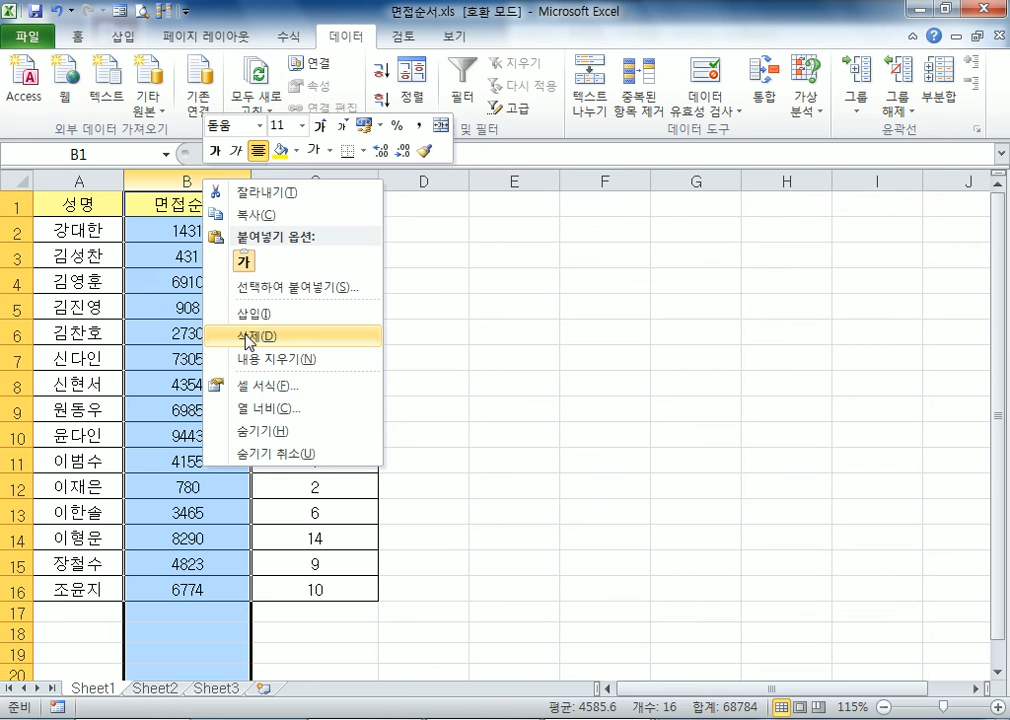 면접순서.xls [호환 모드] - Microsoft Excel
파일 홈 삽입 페이지 레이아웃 수식 데이터 검토 보기
Access 웹 텍스트 기타 원본 기존 연결 모두 새로 고침 연결 속성 연결 편집 정렬 필터 지우기 다시 적용 고급 텍스트 나누기 중복된 항목 제거 데이터 유효성 검사 통합 가상 분석 그룹 그룹 해제 부분합
외부 데이터 가져오기 및 필터 데이터 도구 윤곽선
돋움 11 가 가 % ,
가 가 가
B1
A B C D E F G H I J
1 성명 면접순
2 강대한 1431
3 김성찬 431
4 김영훈 6910
5 김진영 908
6 김찬호 2730
7 신다인 7305
8 신현서 4354
9 원동우 6985
10 윤다인 9443
11 이범수 4155
12 이재은 780 2
13 이한솔 3465 6
14 이형운 8290 14
15 장철수 4823 9
16 조윤지 6774 10
17
18
19
20
잘라내기(T)
복사(C)
붙여넣기 옵션:
가
선택하여 붙여넣기(S)...
삽입(I)
삭제(D)
내용 지우기(N)
셀 서식(F)...
열 너비(C)...
숨기기(H)
숨기기 취소(U)
Sheet1 Sheet2 Sheet3
준비 평균: 4585.6 개수: 16 합계: 68784 115%